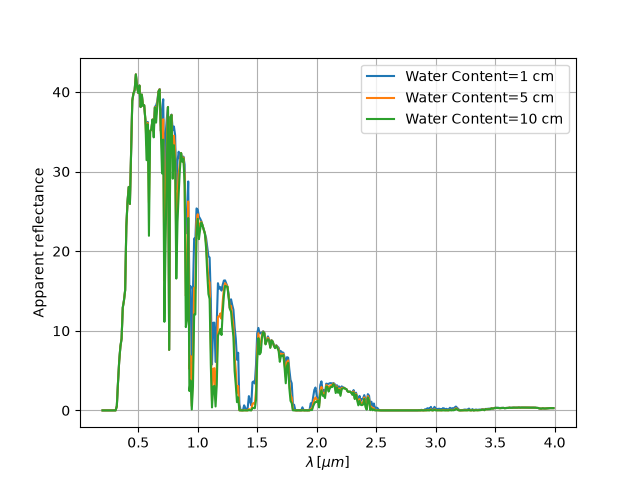 Apparent reflectance
40
30
20
10
0
0.5 1.0 1.5 2.0 2.5 3.0 3.5 4.0
λ [μm]
Water Content=1 cm
Water Content=5 cm
Water Content=10 cm